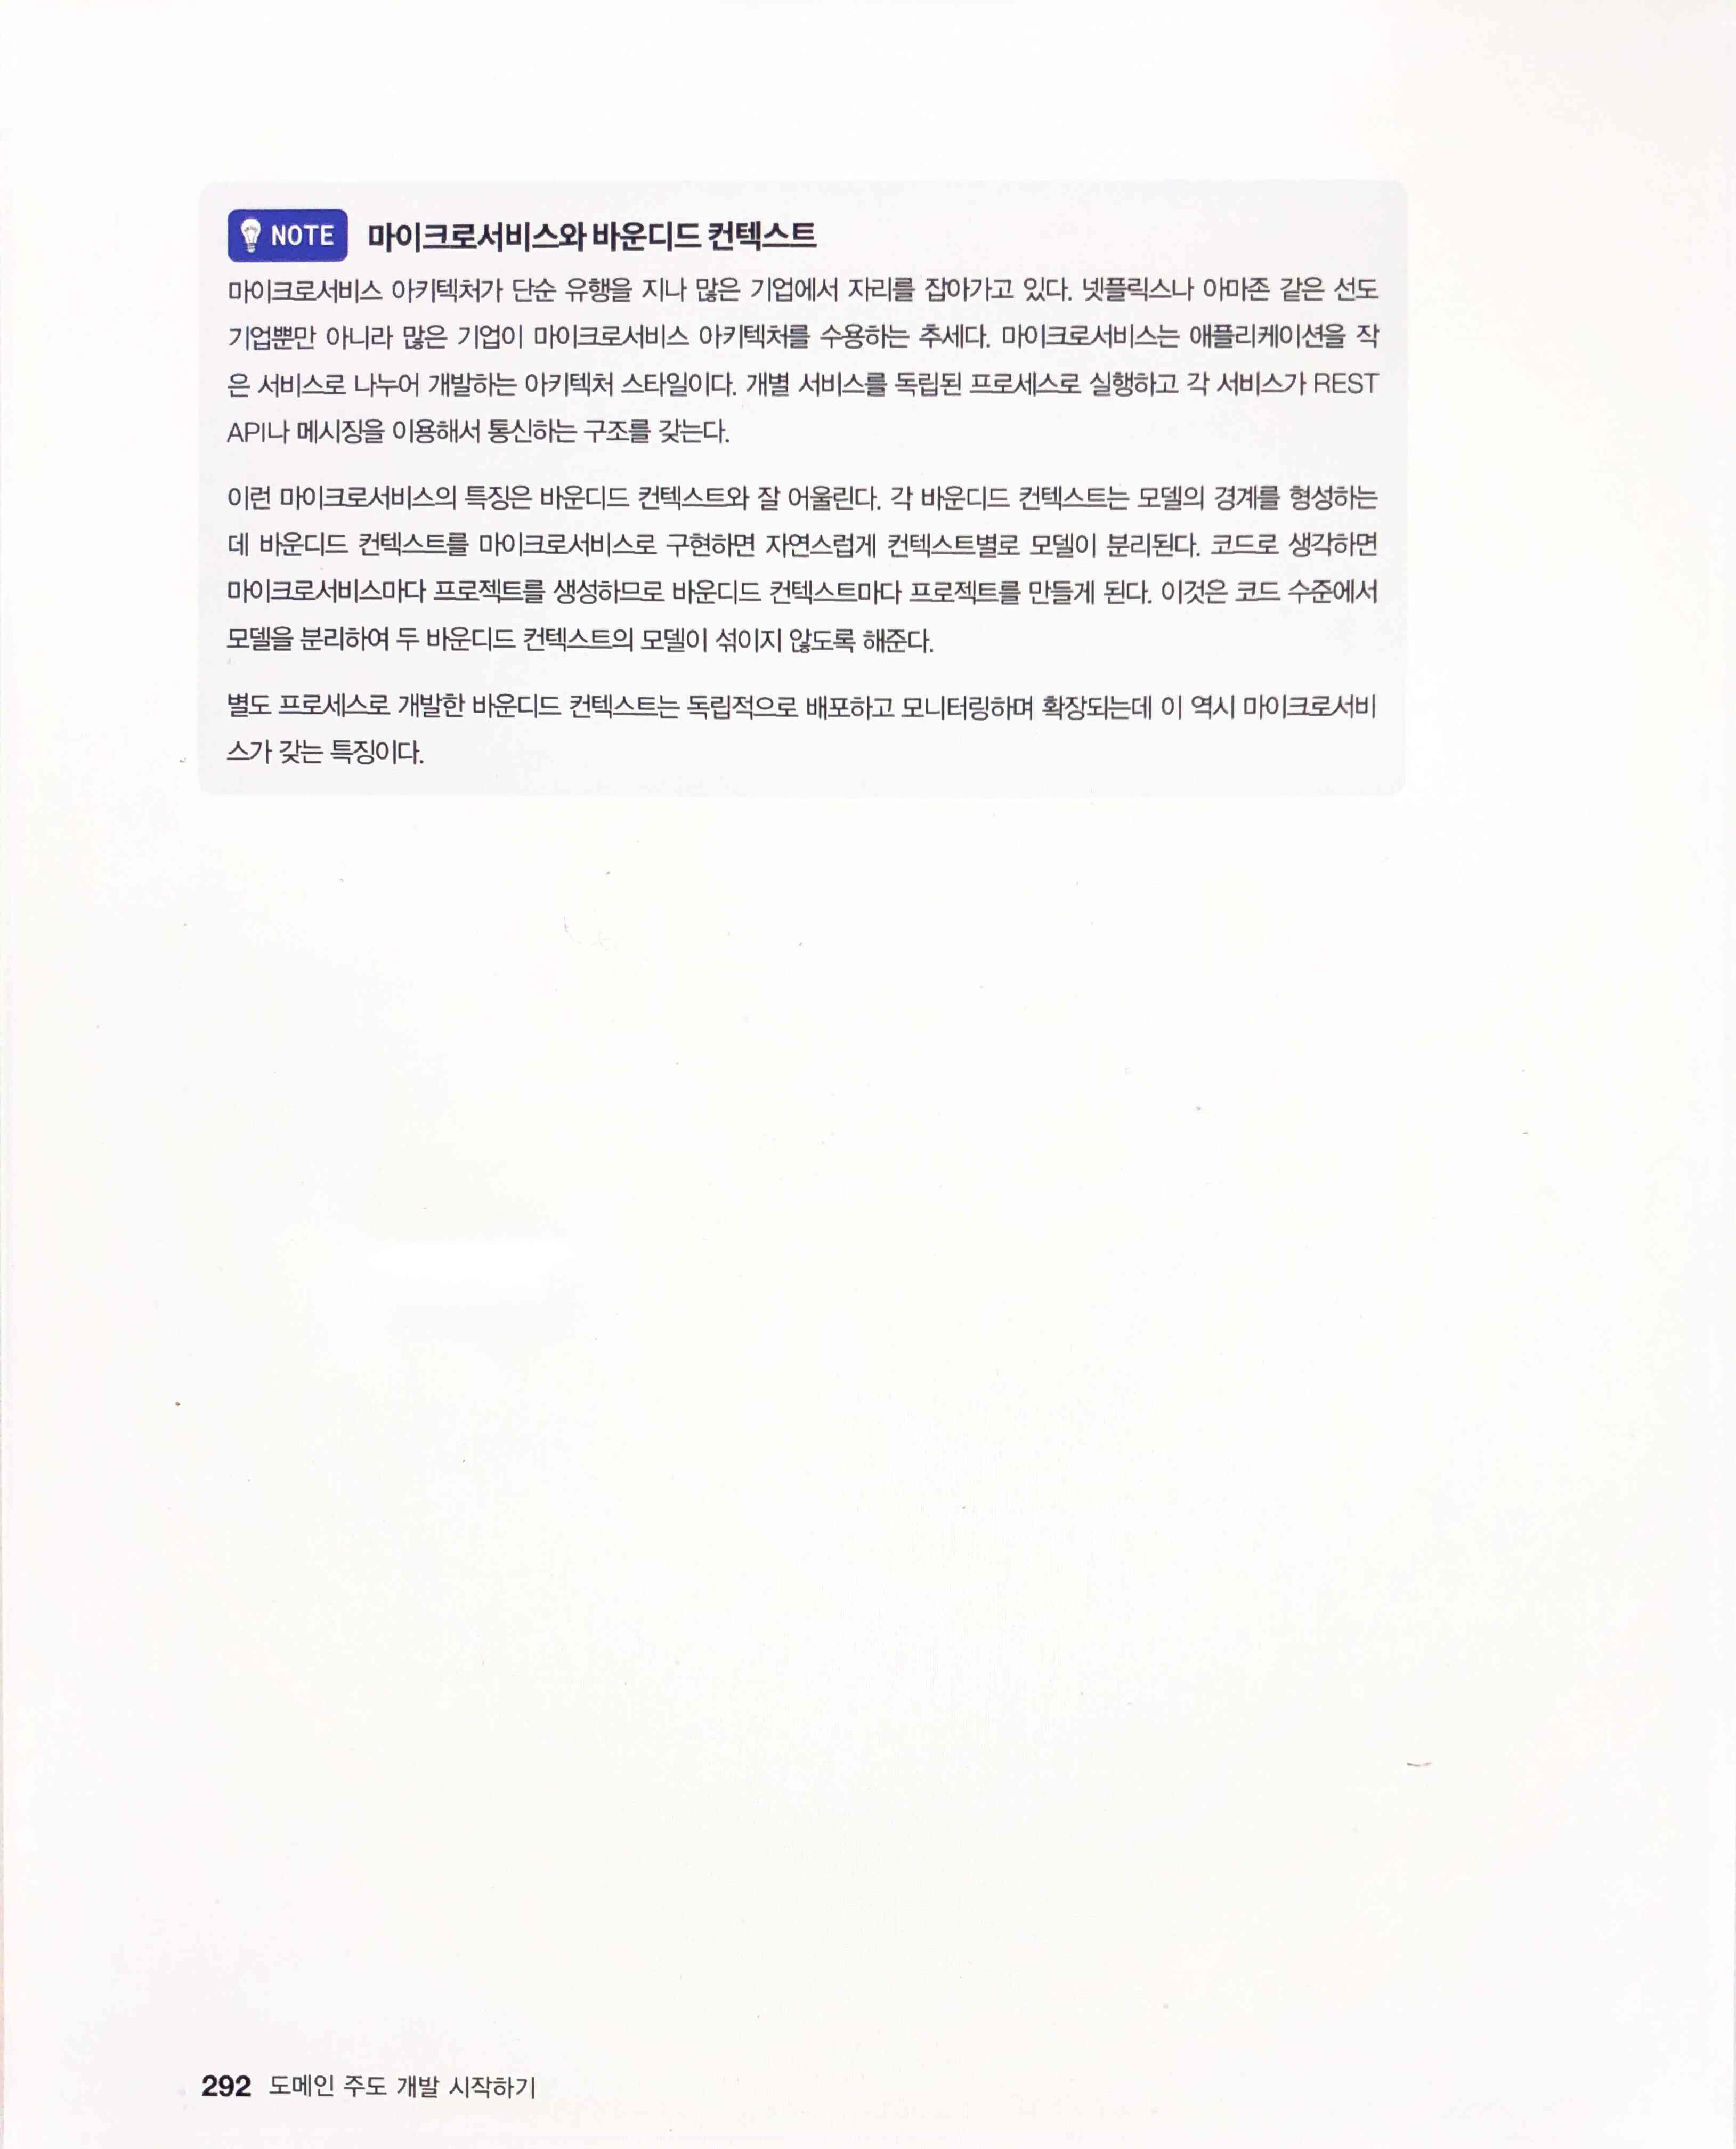 NOTE 마이크로서비스와 바운디드 컨텍스트
마이크로서비스 아키텍처가 단순 유행을 지나 많은 기업에서 자리를 잡아가고 있다. 넷플릭스나 아마존 같은 선도
기업뿐만 아니라 많은 기업이 마이크로서비스 아키텍처를 수용하는 추세다. 마이크로서비스는 애플리케이션을 작
은 서비스로 나누어 개발하는 아키텍처 스타일이다. 개별 서비스를 독립된 프로세스로 실행하고 각 서비스가 REST
API나 메시징을 이용해서 통신하는 구조를 갖는다.
이런 마이크로서비스의 특징은 바운디드 컨텍스트와 잘 어울린다. 각 바운디드 컨텍스트는 모델의 경계를 형성하는
데 바운디드 컨텍스트를 마이크로서비스로 구현하면 자연스럽게 컨텍스트별로 모델이 분리된다. 코드로 생각하면
마이크로서비스마다 프로젝트를 생성하므로 바운디드 컨텍스트마다 프로젝트를 만들게 된다. 이것은 코드 수준에서
모델을 분리하여 두 바운디드 컨텍스트의 모델이 섞이지 않도록 해준다.
별도 프로세스로 개발한 바운디드 컨텍스트는 독립적으로 배포하고 모니터링하며 확장되는데 이 역시 마이크로서비
스가 갖는 특징이다.
292 도메인 주도 개발 시작하기